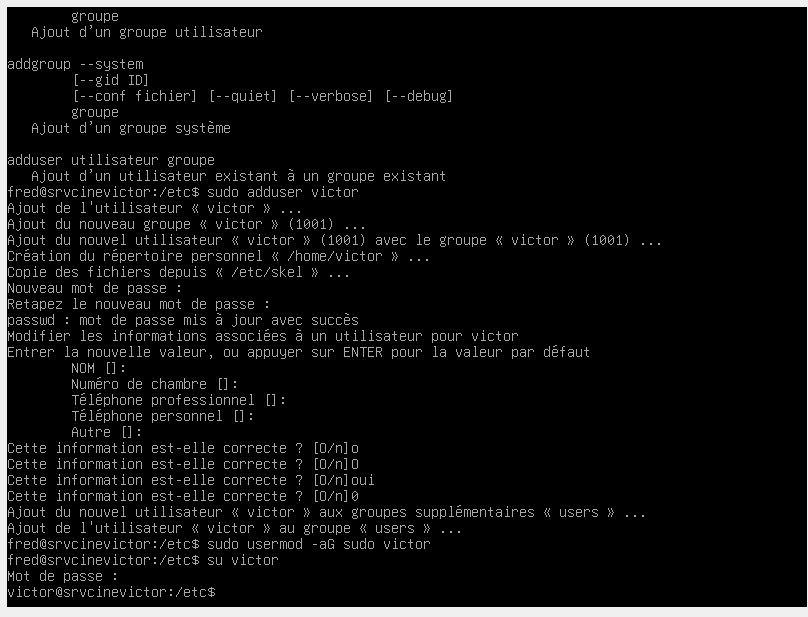 groupe
Ajout d'un groupe utilisateur
addgroup --system
[--gid ID]
[--conf fichier] [--quiet] [--verbose] [--debug]
groupe
Ajout d'un groupe système
adduser utilisateur groupe
Ajout d'un utilisateur existant à un groupe existant
fred@srvcinevictor:/etc$ sudo adduser victor
Ajout de l'utilisateur « victor » ...
Ajout du nouveau groupe « victor » (1001) ...
Ajout du nouvel utilisateur « victor » (1001) avec le groupe « victor » (1001) ...
Création du répertoire personnel « /home/victor » ...
Copie des fichiers depuis « /etc/skel » ...
Nouveau mot de passe :
Retapez le nouveau mot de passe :
passwd : mot de passe mis à jour avec succès
Modifier les informations associées à un utilisateur pour victor
Entrer la nouvelle valeur, ou appuyer sur ENTER pour la valeur par défaut
NOM []:
Numéro de chambre []:
Téléphone professionnel []:
Téléphone personnel []:
Autre []:
Cette information est-elle correcte ? [O/n]o
Cette information est-elle correcte ? [O/n]O
Cette information est-elle correcte ? [O/n]oui
Cette information est-elle correcte ? [O/n]0
Ajout du nouvel utilisateur « victor » aux groupes supplémentaires « users » ...
Ajout de l'utilisateur « victor » au groupe « users » ...
fred@srvcinevictor:/etc$ sudo usermod -aG sudo victor
fred@srvcinevictor:/etc$ su victor
Mot de passe :
victor@srvcinevictor:/etc$